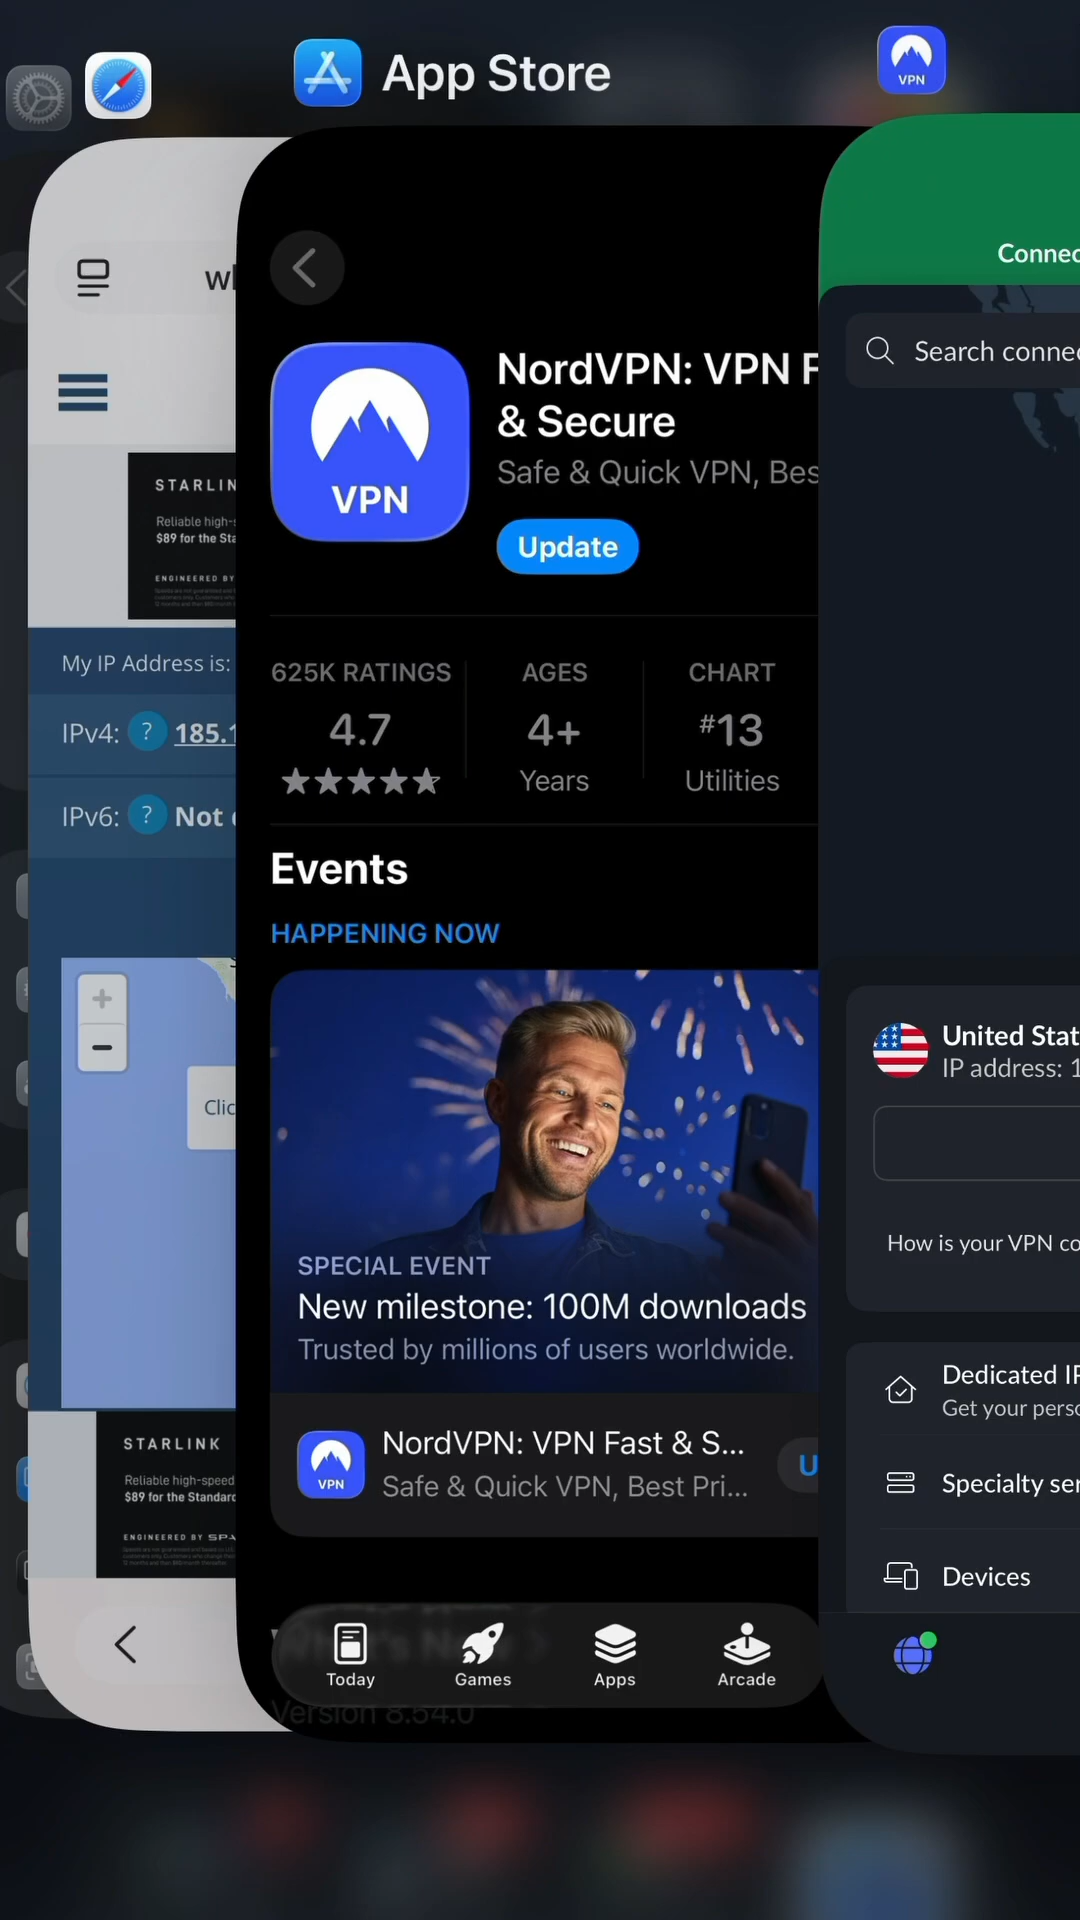 App Store
VPN
NordVPN: VPN F
& Secure
Safe & Quick VPN, Bes
Update
VPN
625K RATINGS
4.7
AGES
4+
Years
CHART
#13
Utilities
Events
HAPPENING NOW
SPECIAL EVENT
New milestone: 100M downloads
Trusted by millions of users worldwide.
NordVPN: VPN Fast & S...
Safe & Quick VPN, Best Pri...
U
VPN
Today
Games
Apps
Arcade
Version 8.54.0
STARLIN
Reliable high-s
$89 for the Sta
ENGINEERED BY
My IP Address is:
IPv4: ? 185.1
IPv6: ? Not
+
−
Clic
STARLINK
Reliable high-speed
$89 for the Standard
ENGINEERED BY SPA
Connec
Search connec
United Stat
IP address: 1
How is your VPN co
Dedicated IP
Get your perso
Specialty ser
Devices